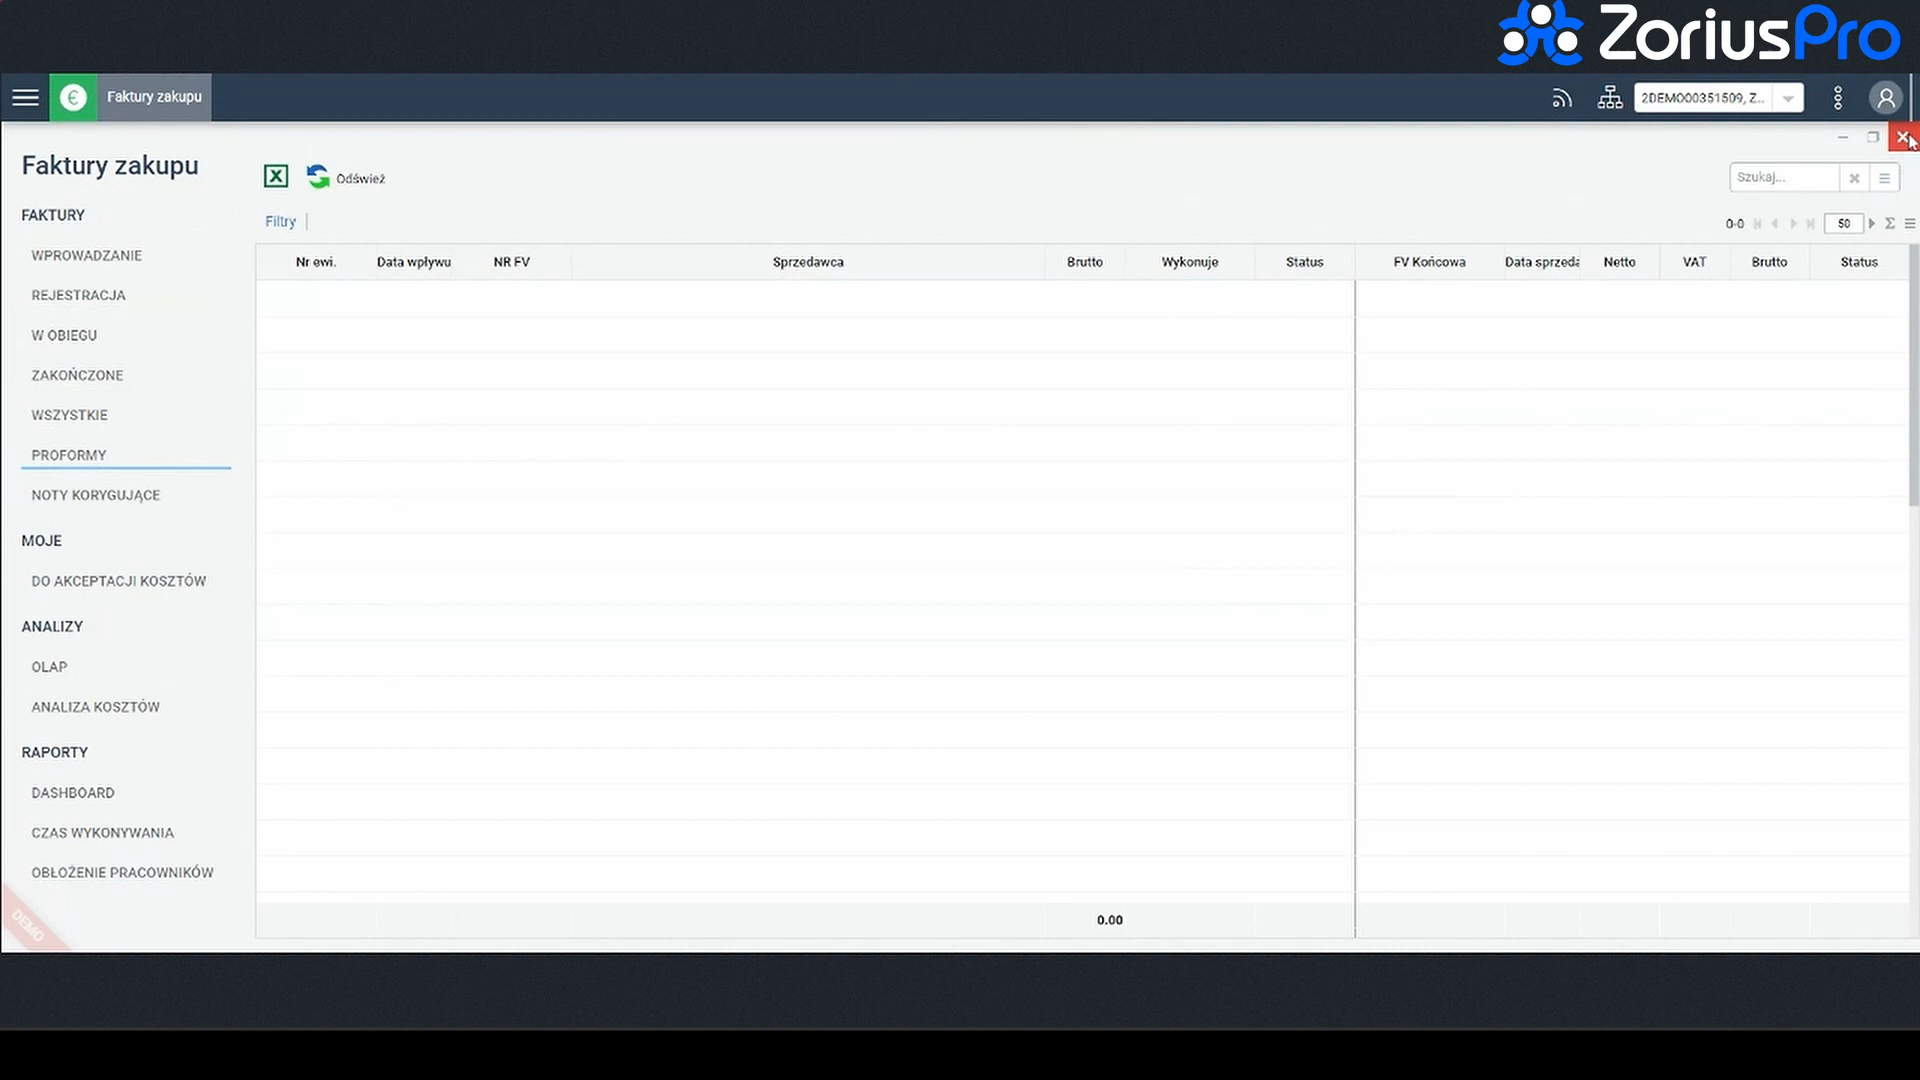 ZoriusPro
Faktury zakupu
2DEMO00351509, Z...
Faktury zakupu
Odśwież
Szukaj...
FAKTURY
Filtry
0-0
50
WPROWADZANIE
REJESTRACJA
W OBIEGU
ZAKOŃCZONE
WSZYSTKIE
PROFORMY
NOTY KORYGUJĄCE
MOJE
DO AKCEPTACJI KOSZTÓW
ANALIZY
OLAP
ANALIZA KOSZTÓW
RAPORTY
DASHBOARD
CZAS WYKONYWANIA
OBŁOŻENIE PRACOWNIKÓW
DEMO
Nr ewi. Data wpływu NR FV Sprzedawca Brutto Wykonuje Status FV Końcowa Data sprzeda Netto VAT Brutto Status
0.00